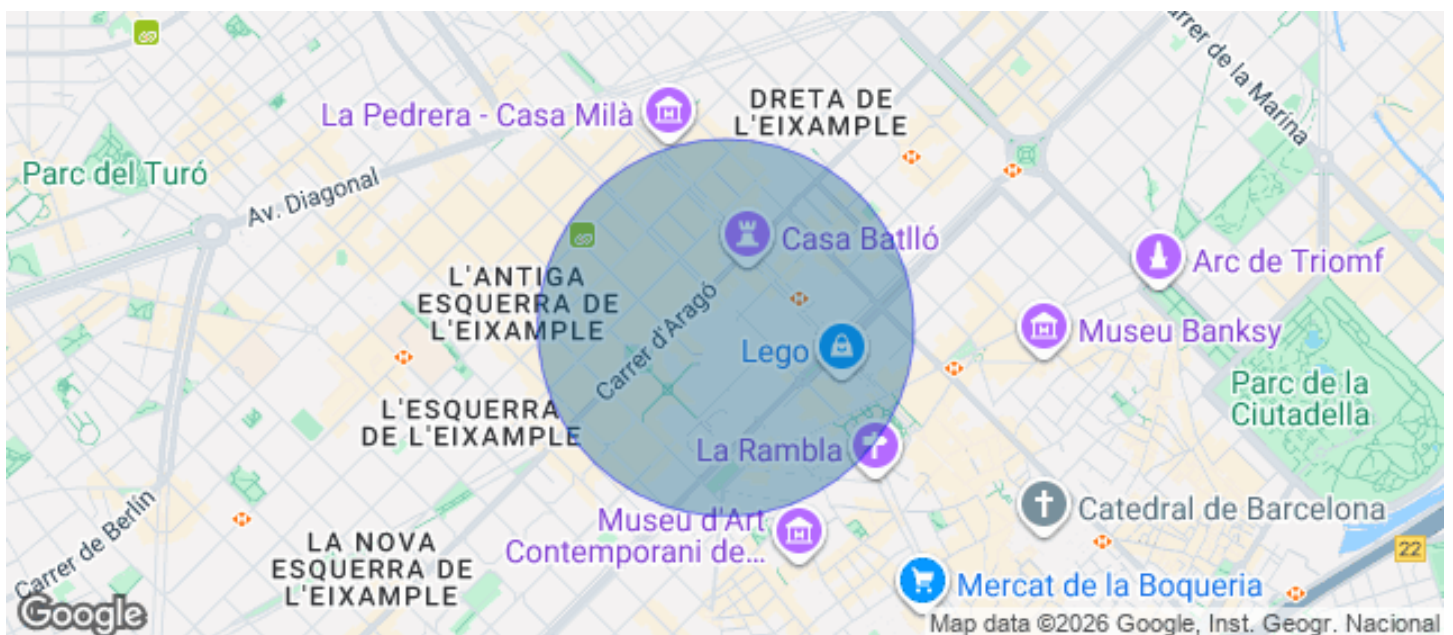 Carrer de la Marina
La Pedrera - Casa Milà
DRETA DE
L'EIXAMPLE
Parc del Turó
Av. Diagonal
Casa Batlló
Arc de Triomf
L'ANTIGA
ESQUERRA DE
L'EIXAMPLE
Carrer d'Aragó
Lego
Museu Banksy
Parc de la
Ciutadella
L'ESQUERRA
DE L'EIXAMPLE
La Rambla
Museu d'Art
Contemporani de...
Catedral de Barcelona
Carrer de Berlín
LA NOVA
ESQUERRA DE
L'EIXAMPLE
22
Mercat de la Boqueria
Google
Map data ©2026 Google, Inst. Geogr. Nacional